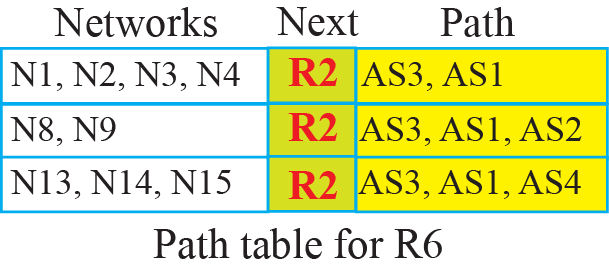 Networks Next Path
N1, N2, N3, N4 R2 AS3, AS1
N8, N9 R2 AS3, AS1, AS2
N13, N14, N15 R2 AS3, AS1, AS4
Path table for R6